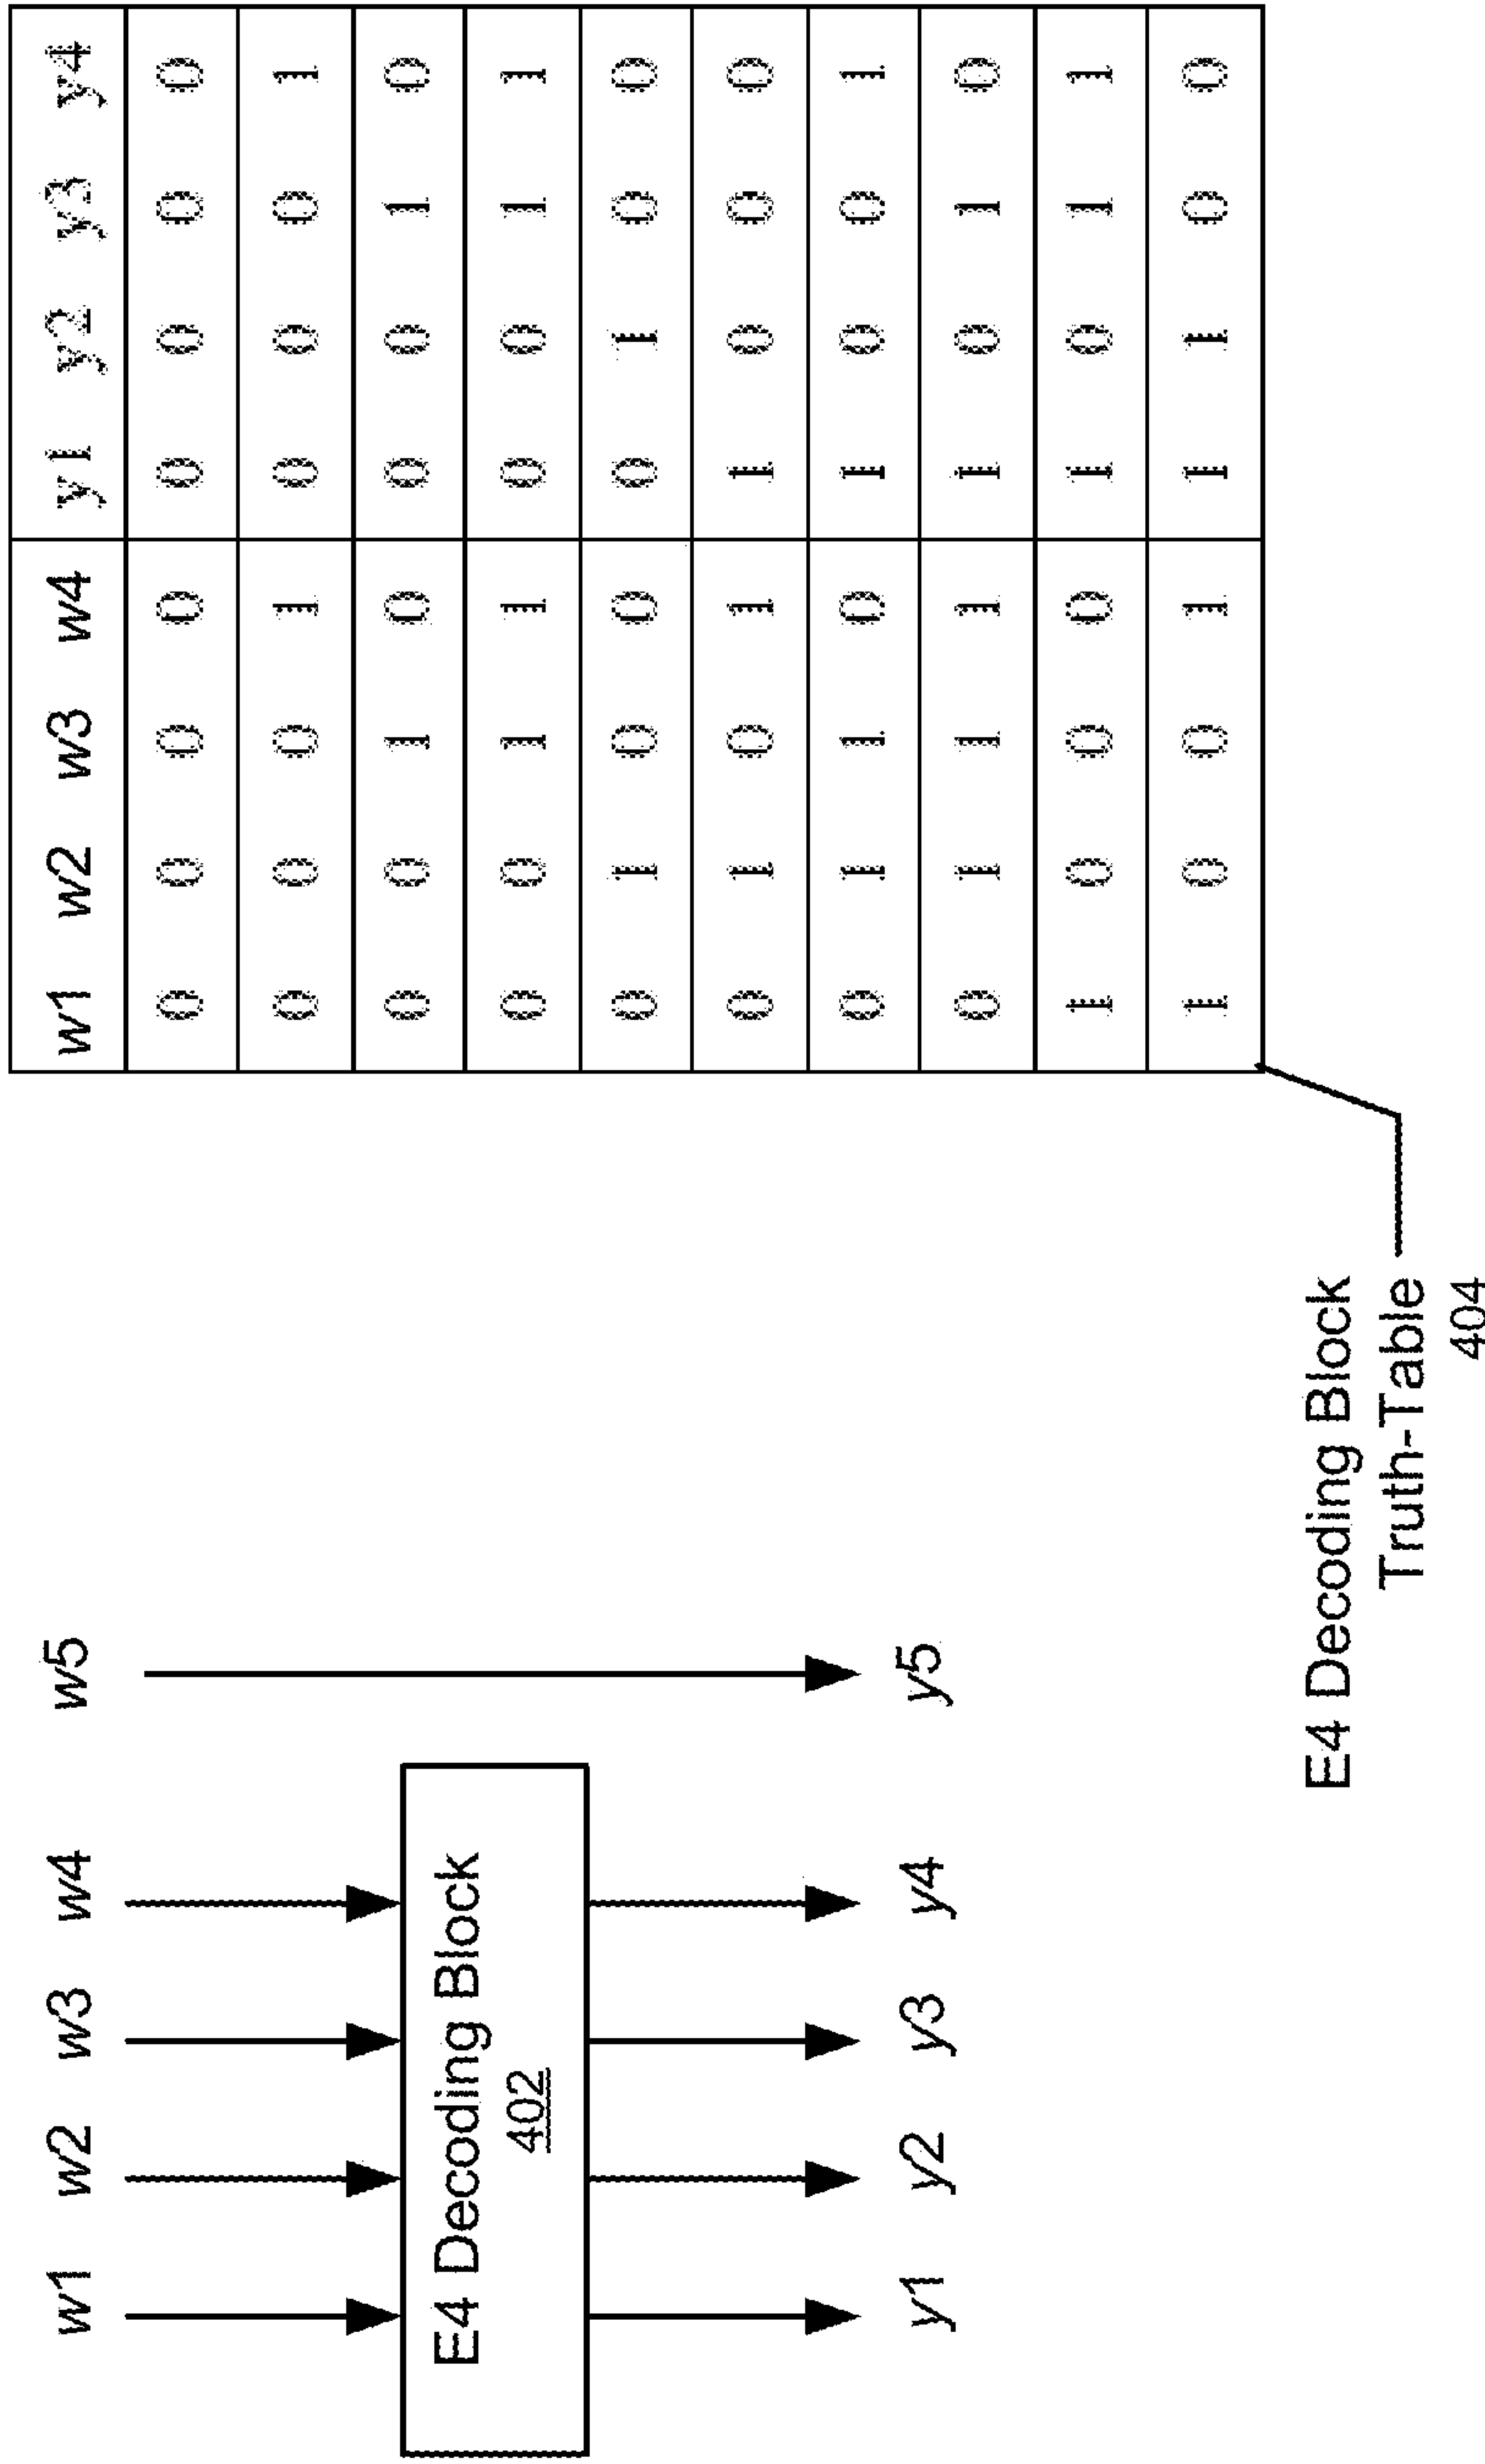 w1 w2 w3 w4 w5
E4 Decoding Block
402
y1 y2 y3 y4 y5
w1 w2 w3 w4 y1 y2 y3 y4
0 0 0 0 0 0 0 0
0 0 0 1 0 0 0 1
0 0 1 0 0 0 1 0
0 0 1 1 0 0 1 1
0 1 0 0 0 1 0 0
0 1 0 1 1 0 0 0
0 1 1 0 1 0 0 1
0 1 1 1 1 0 1 0
1 0 0 0 1 0 1 1
1 0 0 1 1 1 0 0
E4 Decoding Block
Truth-Table
404